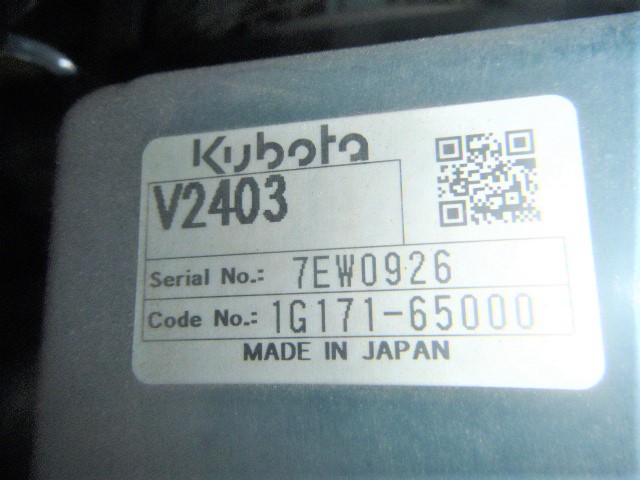 Kubota
V2403
Serial No.: 7EW0926
Code No.: 1G171-65000
MADE IN JAPAN